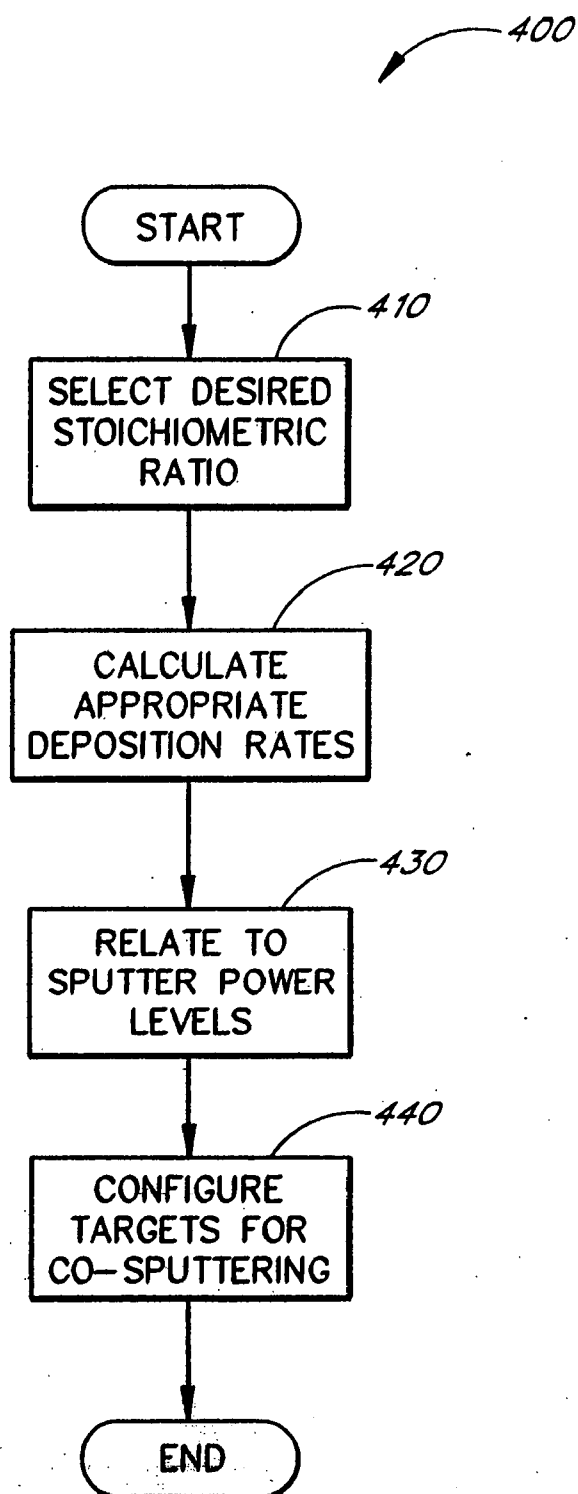 400
START
410
SELECT DESIRED
STOICHIOMETRIC
RATIO
420
CALCULATE
APPROPRIATE
DEPOSITION RATES
430
RELATE TO
SPUTTER POWER
LEVELS
440
CONFIGURE
TARGETS FOR
CO-SPUTTERING
END